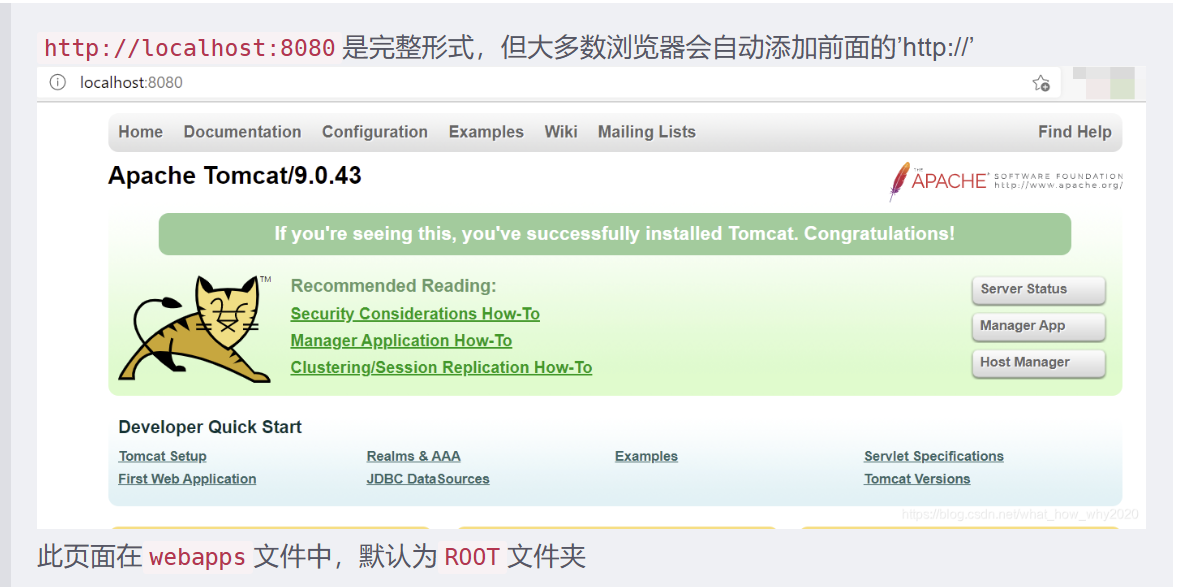 http://localhost:8080 是完整形式，但大多数浏览器会自动添加前面的'http://'
localhost:8080
Home Documentation Configuration Examples Wiki Mailing Lists Find Help
Apache Tomcat/9.0.43
THE APACHE® SOFTWARE FOUNDATION
http://www.apache.org/
If you're seeing this, you've successfully installed Tomcat. Congratulations!
TM
Recommended Reading:
Security Considerations How-To
Manager Application How-To
Clustering/Session Replication How-To
Server Status
Manager App
Host Manager
Developer Quick Start
Tomcat Setup Realms & AAA Examples Servlet Specifications
First Web Application JDBC DataSources Tomcat Versions
https://blog.csdn.net/what_how_why2020
此页面在 webapps 文件中，默认为 ROOT 文件夹